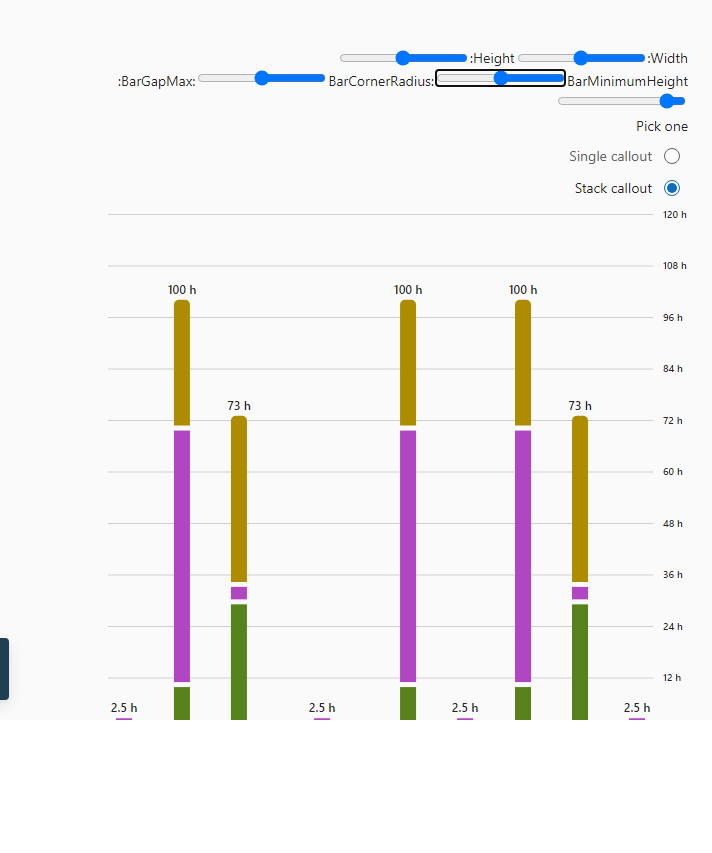 :Height :Width
:BarGapMax: BarCornerRadius: BarMinimumHeight
Pick one
Single callout
Stack callout
120 h
108 h
100 h 100 h 100 h
96 h
84 h
73 h 73 h
72 h
60 h
48 h
36 h
24 h
12 h
2.5 h 2.5 h 2.5 h 2.5 h